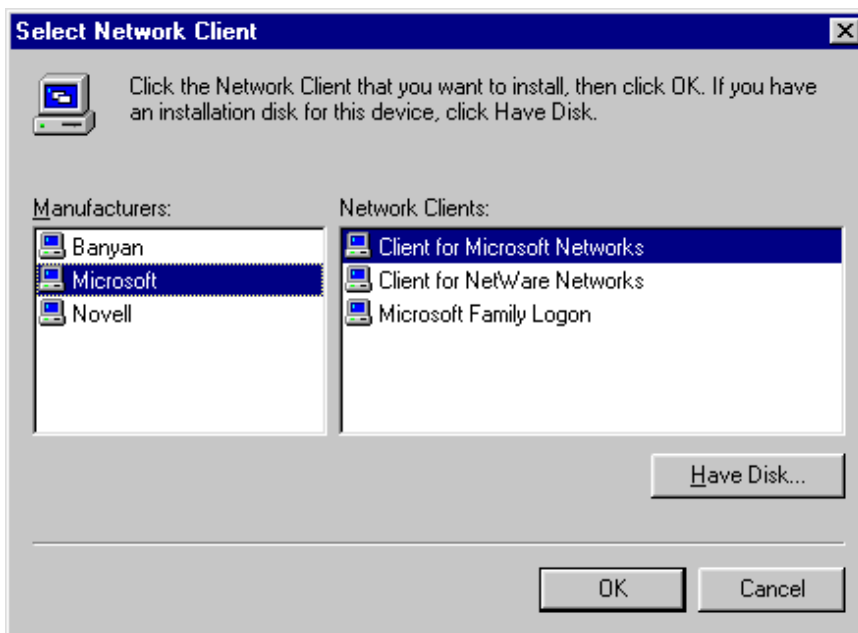 Select Network Client
Click the Network Client that you want to install, then click OK. If you have
an installation disk for this device, click Have Disk.
Manufacturers:
Banyan
Microsoft
Novell
Network Clients:
Client for Microsoft Networks
Client for NetWare Networks
Microsoft Family Logon
Have Disk...
OK
Cancel